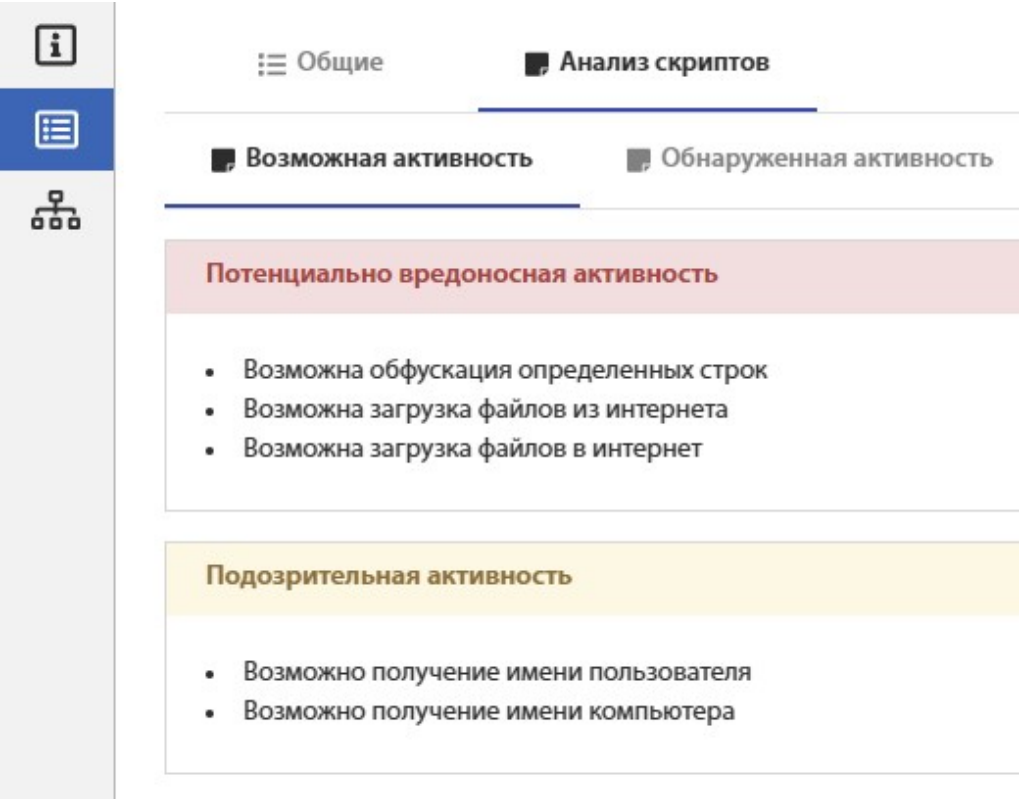 Общие
Анализ скриптов
Возможная активность
Обнаруженная активность
Потенциально вредоносная активность
• Возможна обфускация определенных строк
• Возможна загрузка файлов из интернета
• Возможна загрузка файлов в интернет
Подозрительная активность
• Возможно получение имени пользователя
• Возможно получение имени компьютера